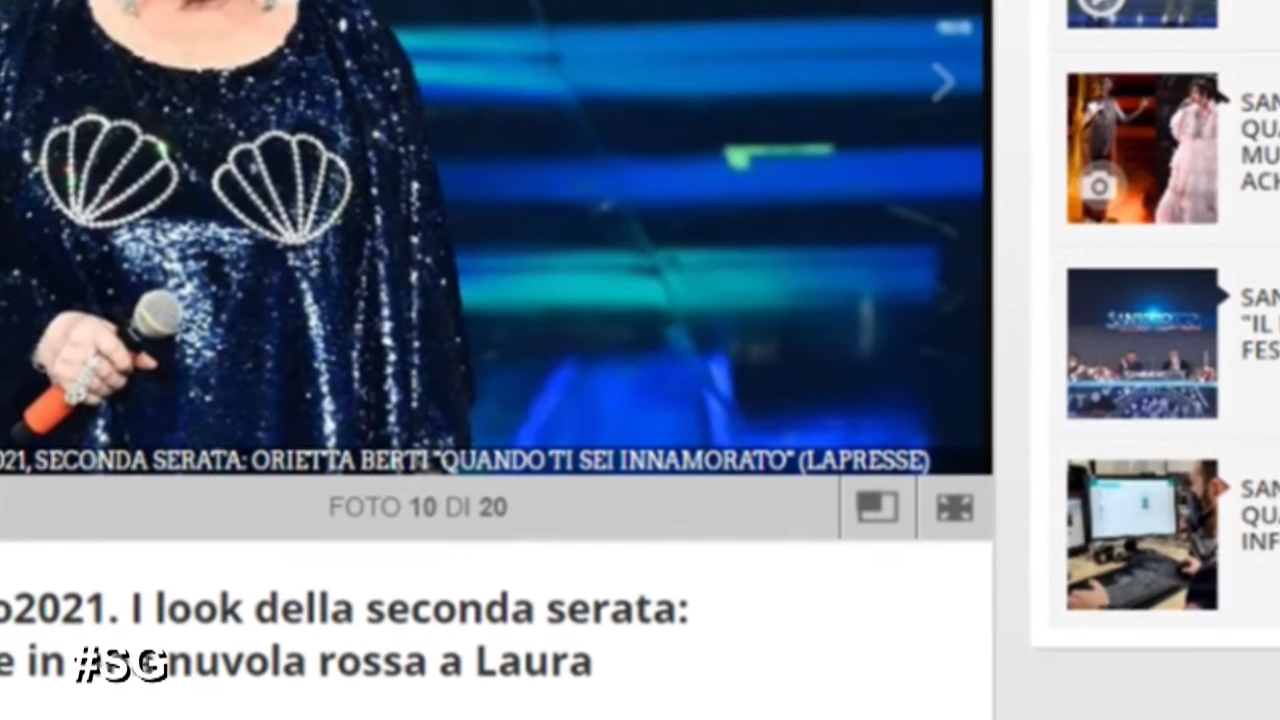 021, SECONDA SERATA: ORIETTA BERTI "QUANDO TI SEI INNAMORATO" (LAPRESSE)
FOTO 10 DI 20
o2021. I look della seconda serata:
e in nuvola rossa a Laura
#SG
SAN
QUA
MU
ACH
SAN
"IL
FES
SAN
QUA
INF